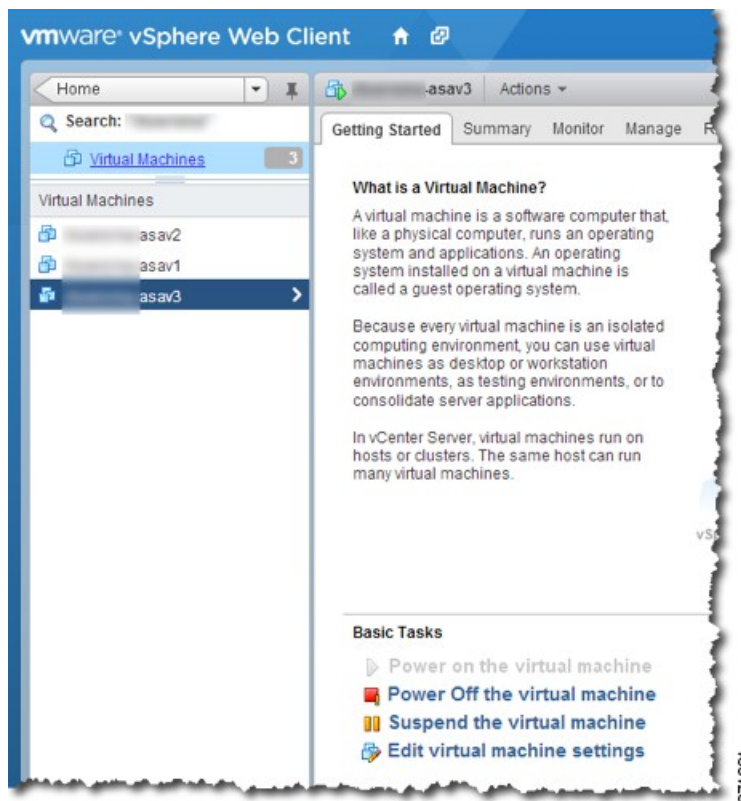 vmware® vSphere Web Client
Home
Search:
Virtual Machines 3
Virtual Machines
asav2
asav1
asav3
asav3 Actions
Getting Started Summary Monitor Manage
What is a Virtual Machine?
A virtual machine is a software computer that,
like a physical computer, runs an operating
system and applications. An operating
system installed on a virtual machine is
called a guest operating system.
Because every virtual machine is an isolated
computing environment, you can use virtual
machines as desktop or workstation
environments, as testing environments, or to
consolidate server applications.
In vCenter Server, virtual machines run on
hosts or clusters. The same host can run
many virtual machines.
Basic Tasks
Power on the virtual machine
Power Off the virtual machine
Suspend the virtual machine
Edit virtual machine settings